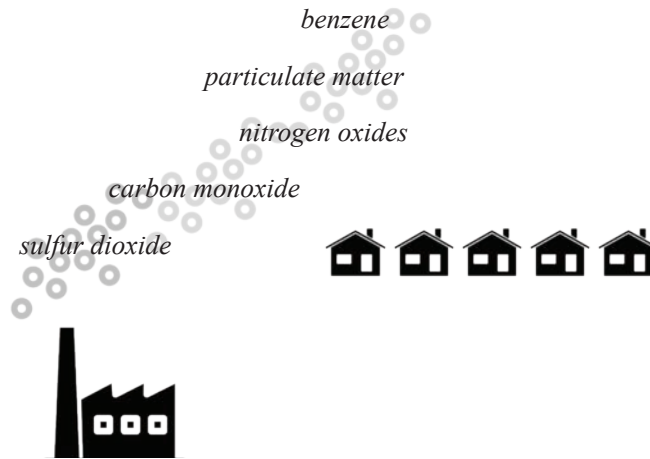 benzene
particulate matter
nitrogen oxides
carbon monoxide
sulfur dioxide